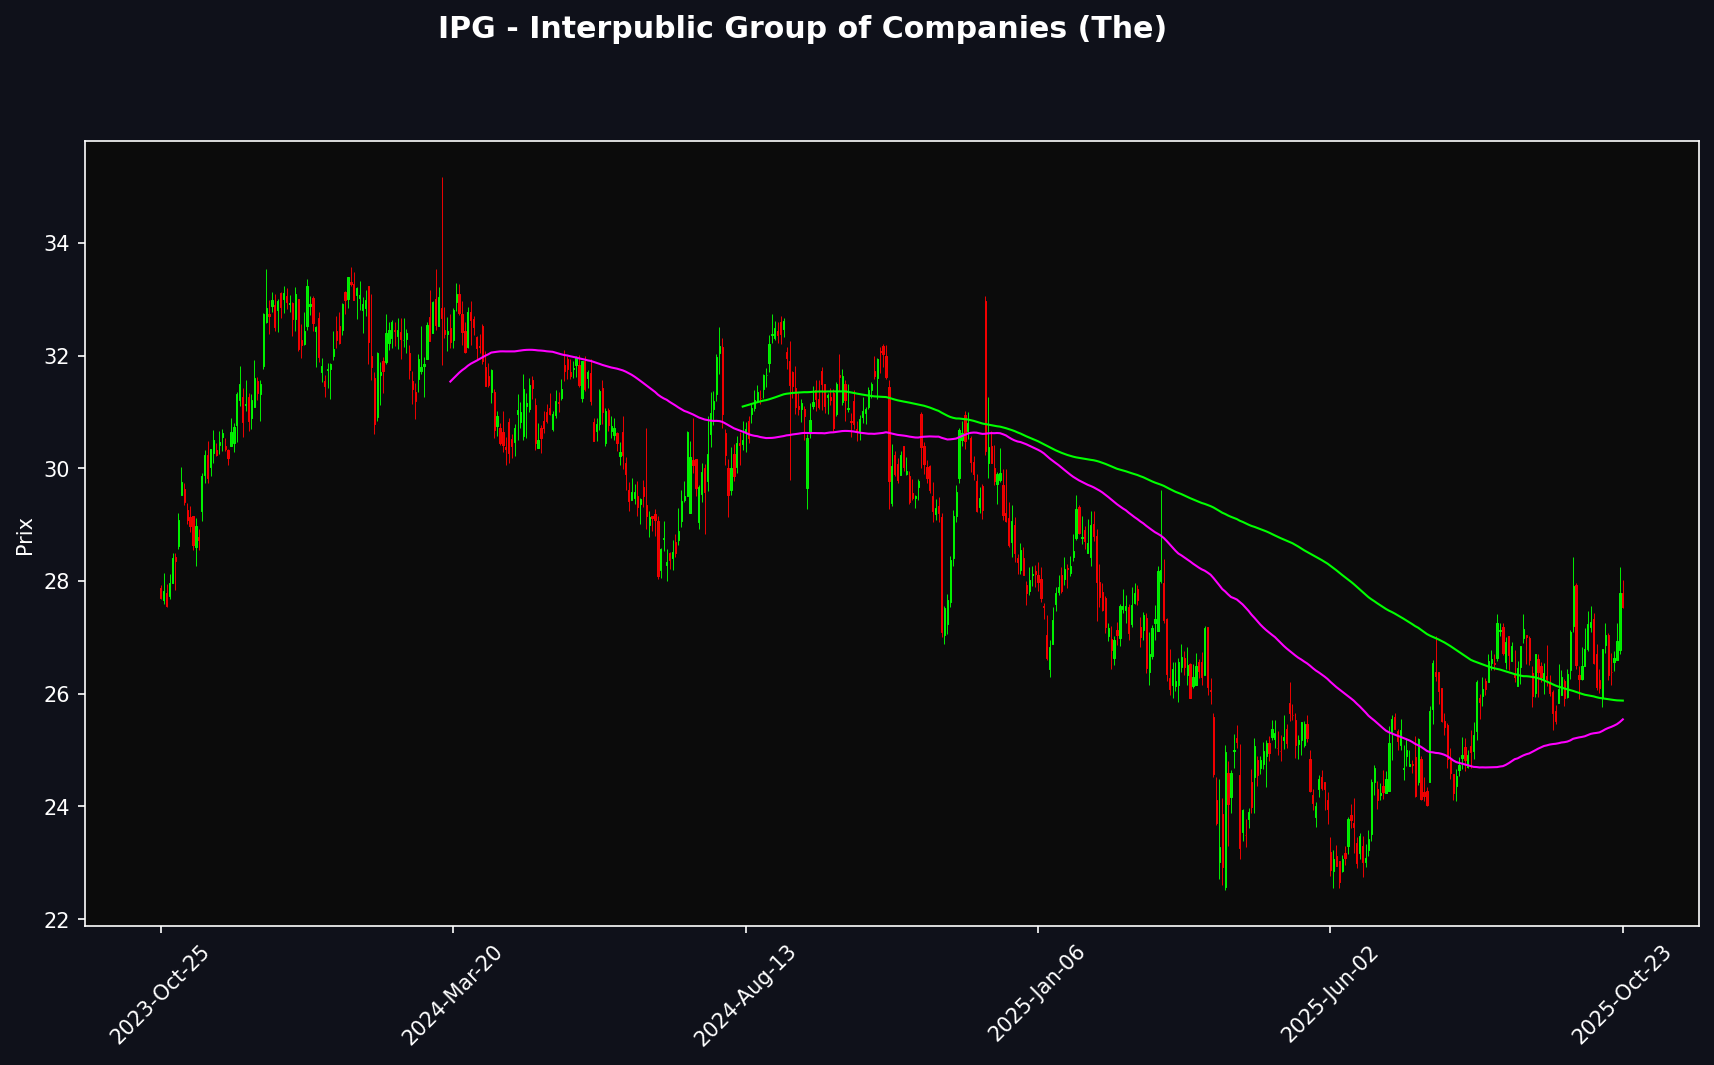 IPG - Interpublic Group of Companies (The)
Prix
34
32
30
28
26
24
22
2023-Oct-25
2024-Mar-20
2024-Aug-13
2025-Jan-06
2025-Jun-02
2025-Oct-23